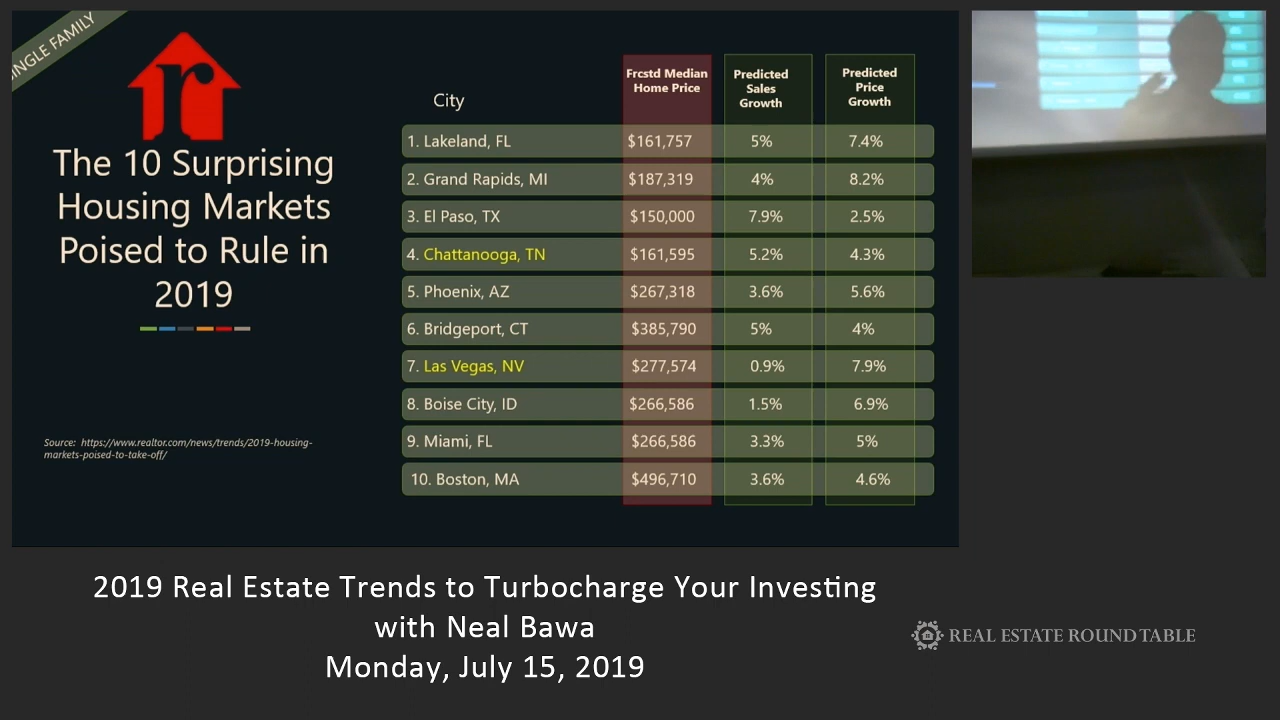 INGLE FAMILY
r
The 10 Surprising
Housing Markets
Poised to Rule in
2019
Source: https://www.realtor.com/news/trends/2019-housing-
markets-poised-to-take-off/
City
Frcstd Median
Home Price
Predicted
Sales
Growth
Predicted
Price
Growth
1. Lakeland, FL $161,757 5% 7.4%
2. Grand Rapids, MI $187,319 4% 8.2%
3. El Paso, TX $150,000 7.9% 2.5%
4. Chattanooga, TN $161,595 5.2% 4.3%
5. Phoenix, AZ $267,318 3.6% 5.6%
6. Bridgeport, CT $385,790 5% 4%
7. Las Vegas, NV $277,574 0.9% 7.9%
8. Boise City, ID $266,586 1.5% 6.9%
9. Miami, FL $266,586 3.3% 5%
10. Boston, MA $496,710 3.6% 4.6%
2019 Real Estate Trends to Turbocharge Your Investing
with Neal Bawa
Monday, July 15, 2019
REAL ESTATE ROUND TABLE